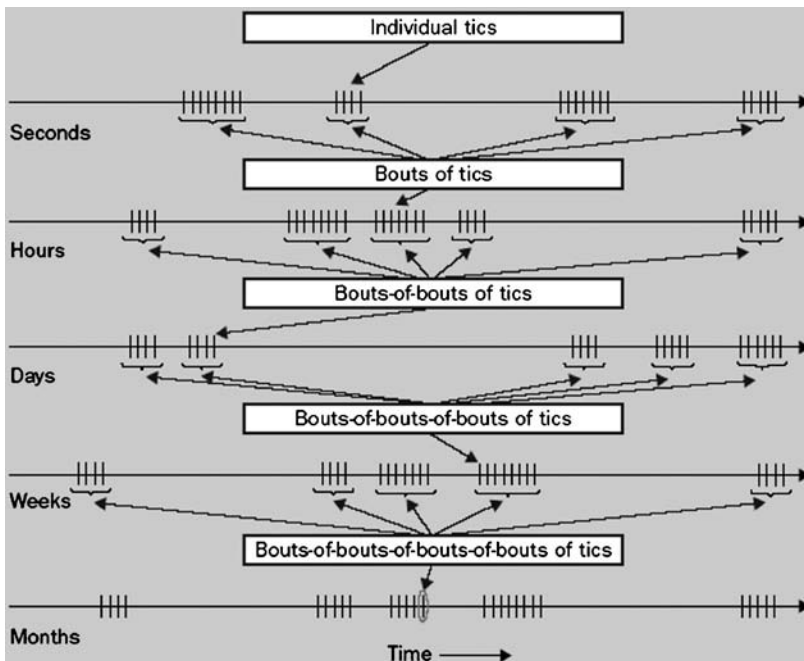 Individual tics
Seconds
Bouts of tics
Hours
Bouts-of-bouts of tics
Days
Bouts-of-bouts-of-bouts of tics
Weeks
Bouts-of-bouts-of-bouts-of-bouts of tics
Months
Time